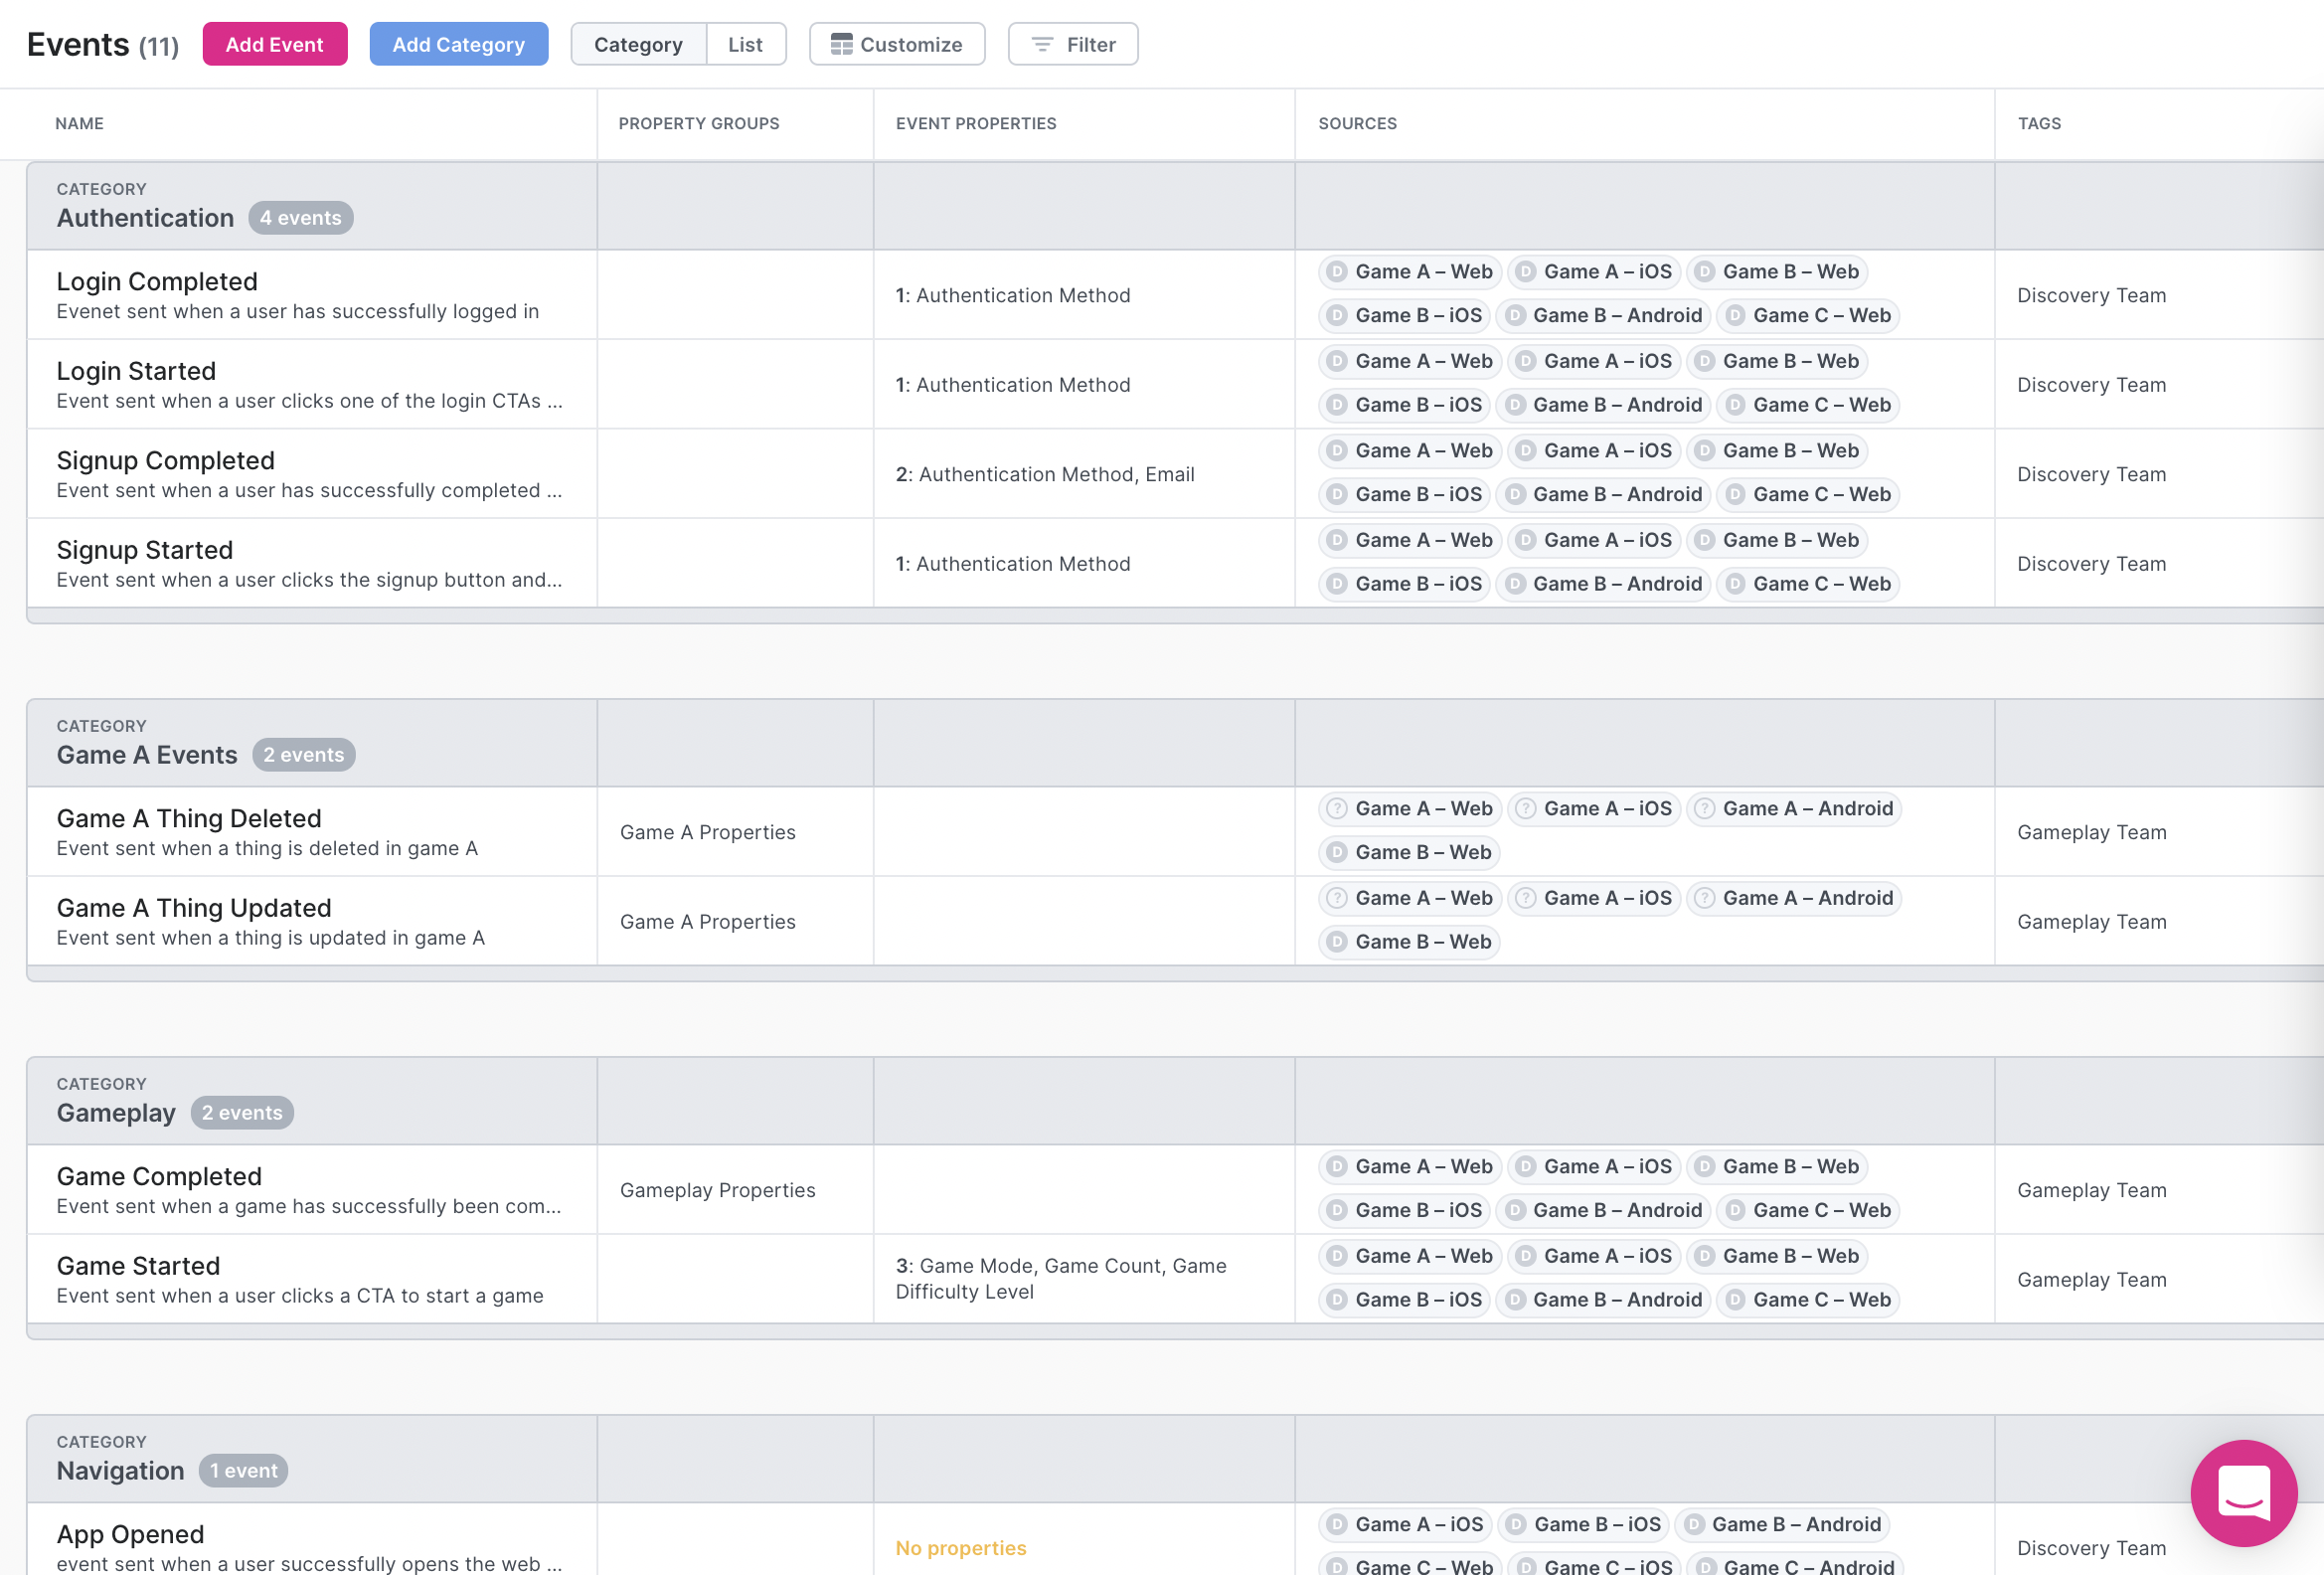 Events (11) Add Event Add Category Category List Customize Filter
NAME PROPERTY GROUPS EVENT PROPERTIES SOURCES TAGS
CATEGORY
Authentication 4 events
Login Completed
Evenet sent when a user has successfully logged in
1: Authentication Method
D Game A – Web D Game A – iOS D Game B – Web
D Game B – iOS D Game B – Android D Game C – Web
Discovery Team
Login Started
Event sent when a user clicks one of the login CTAs ...
1: Authentication Method
D Game A – Web D Game A – iOS D Game B – Web
D Game B – iOS D Game B – Android D Game C – Web
Discovery Team
Signup Completed
Event sent when a user has successfully completed ...
2: Authentication Method, Email
D Game A – Web D Game A – iOS D Game B – Web
D Game B – iOS D Game B – Android D Game C – Web
Discovery Team
Signup Started
Event sent when a user clicks the signup button and...
1: Authentication Method
D Game A – Web D Game A – iOS D Game B – Web
D Game B – iOS D Game B – Android D Game C – Web
Discovery Team
CATEGORY
Game A Events 2 events
Game A Thing Deleted
Event sent when a thing is deleted in game A
Game A Properties
? Game A – Web ? Game A – iOS ? Game A – Android
D Game B – Web
Gameplay Team
Game A Thing Updated
Event sent when a thing is updated in game A
Game A Properties
? Game A – Web ? Game A – iOS ? Game A – Android
D Game B – Web
Gameplay Team
CATEGORY
Gameplay 2 events
Game Completed
Event sent when a game has successfully been com...
Gameplay Properties
D Game A – Web D Game A – iOS D Game B – Web
D Game B – iOS D Game B – Android D Game C – Web
Gameplay Team
Game Started
Event sent when a user clicks a CTA to start a game
3: Game Mode, Game Count, Game
Difficulty Level
D Game A – Web D Game A – iOS D Game B – Web
D Game B – iOS D Game B – Android D Game C – Web
Gameplay Team
CATEGORY
Navigation 1 event
App Opened
event sent when a user successfully opens the web ...
No properties
D Game A – iOS D Game B – iOS D Game B – Android
D Game C – Web D Game C – iOS D Game C – Android
Discovery Team